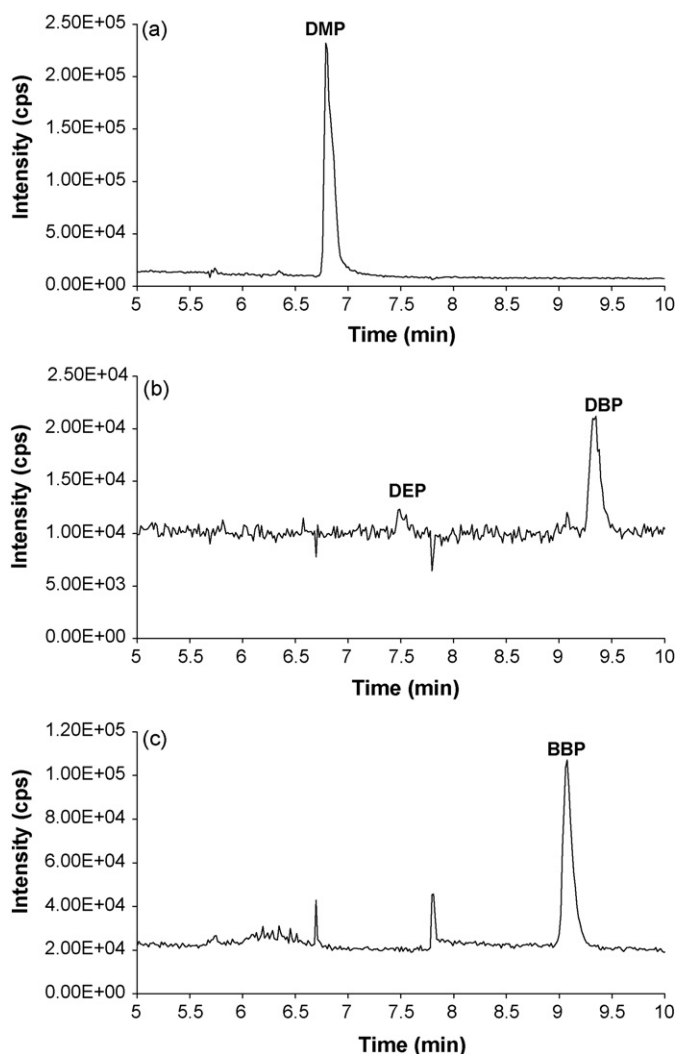 (a)
DMP
Intensity (cps)
2.50E+05
2.00E+05
1.50E+05
1.00E+05
5.00E+04
0.00E+00
5 5.5 6 6.5 7 7.5 8 8.5 9 9.5 10
Time (min)
(b)
DBP
DEP
Intensity (cps)
2.50E+04
2.00E+04
1.50E+04
1.00E+04
5.00E+03
0.00E+00
5 5.5 6 6.5 7 7.5 8 8.5 9 9.5 10
Time (min)
(c)
BBP
Intensity (cps)
1.20E+05
1.00E+05
8.00E+04
6.00E+04
4.00E+04
2.00E+04
0.00E+00
5 5.5 6 6.5 7 7.5 8 8.5 9 9.5 10
Time (min)